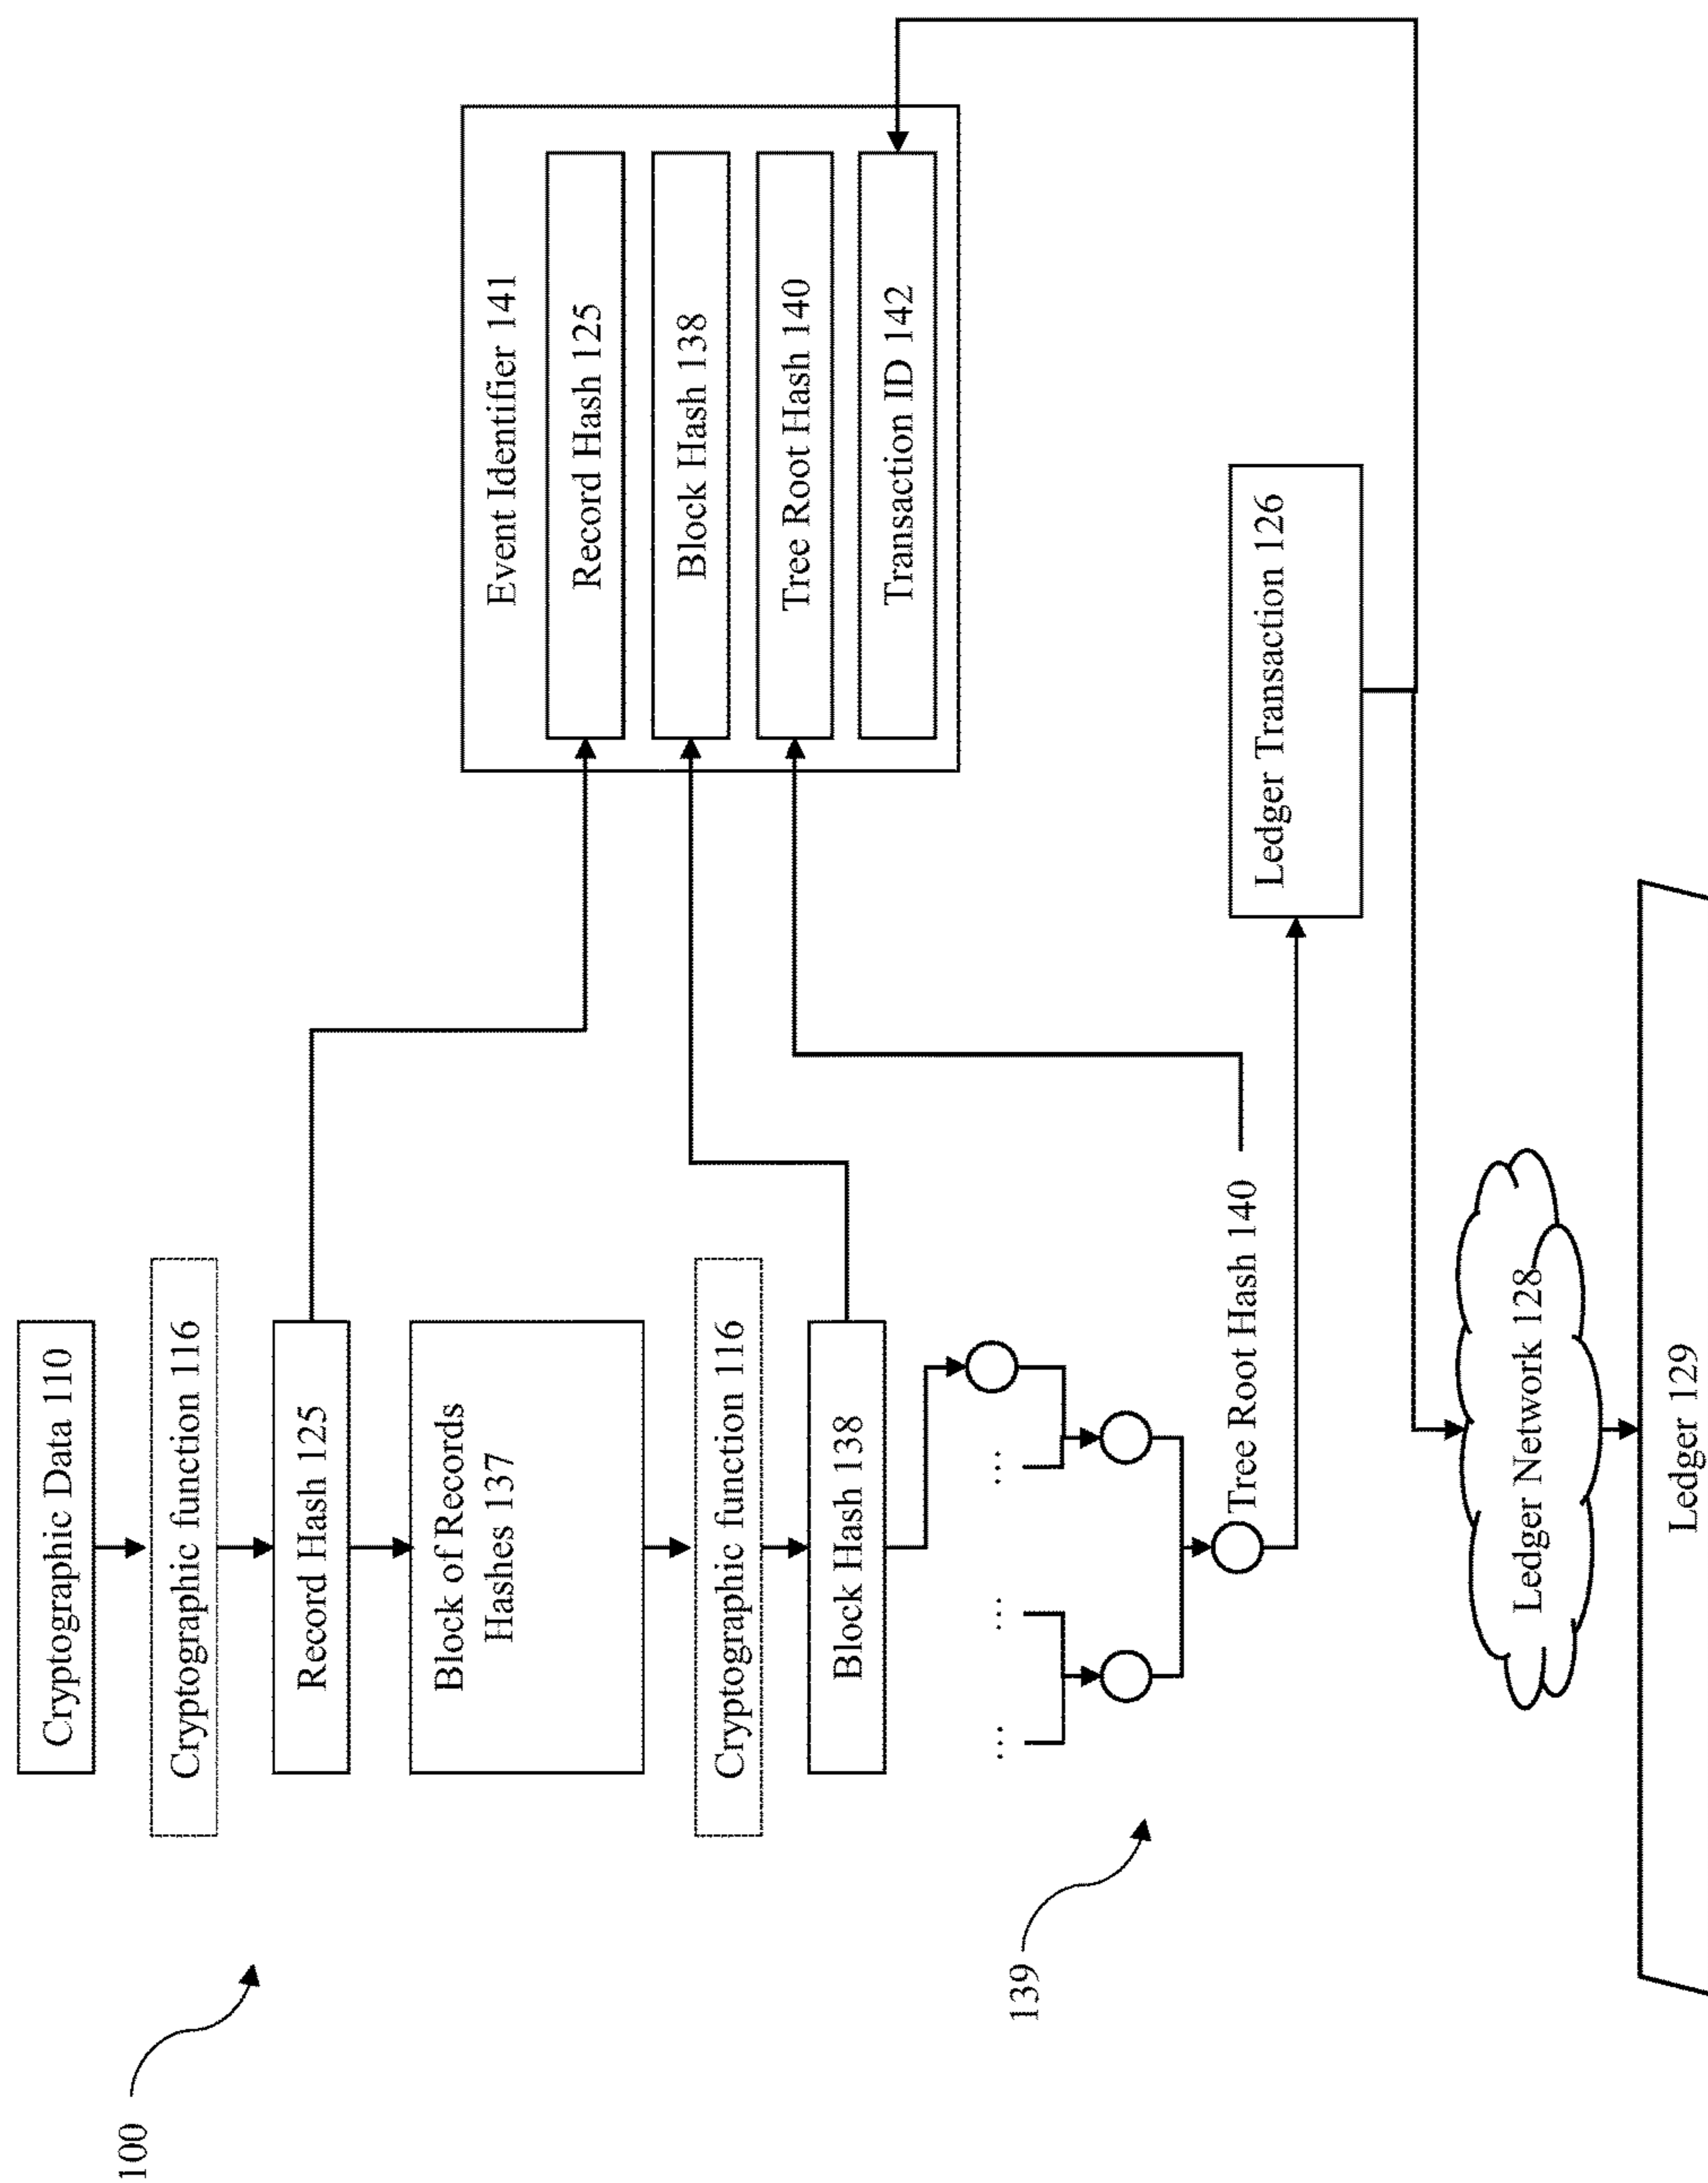 100
Cryptographic Data 110
Cryptographic function 116
Record Hash 125
Block of Records
Hashes 137
Cryptographic function 116
Block Hash 138
...
...
...
139
Tree Root Hash 140
Event Identifier 141
Record Hash 125
Block Hash 138
Tree Root Hash 140
Transaction ID 142
Ledger Transaction 126
Ledger Network 128
Ledger 129